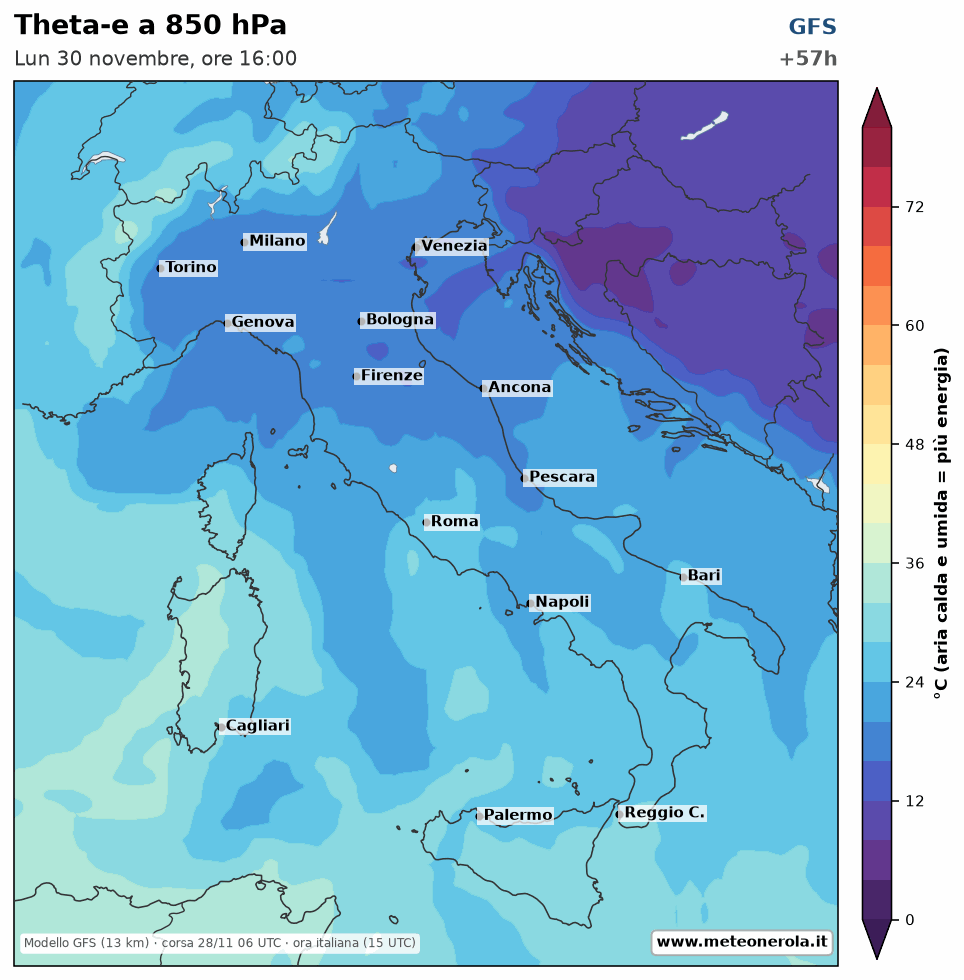 Theta-e a 850 hPa
GFS
Lun 30 novembre, ore 16:00
+57h
Milano
Venezia
Torino
Genova
Bologna
Firenze
Ancona
Pescara
Roma
Bari
Napoli
Cagliari
Palermo
Reggio C.
72
60
48
36
24
12
0
°C (aria calda e umida = più energia)
Modello GFS (13 km) · corsa 28/11 06 UTC · ora italiana (15 UTC)
www.meteonerola.it